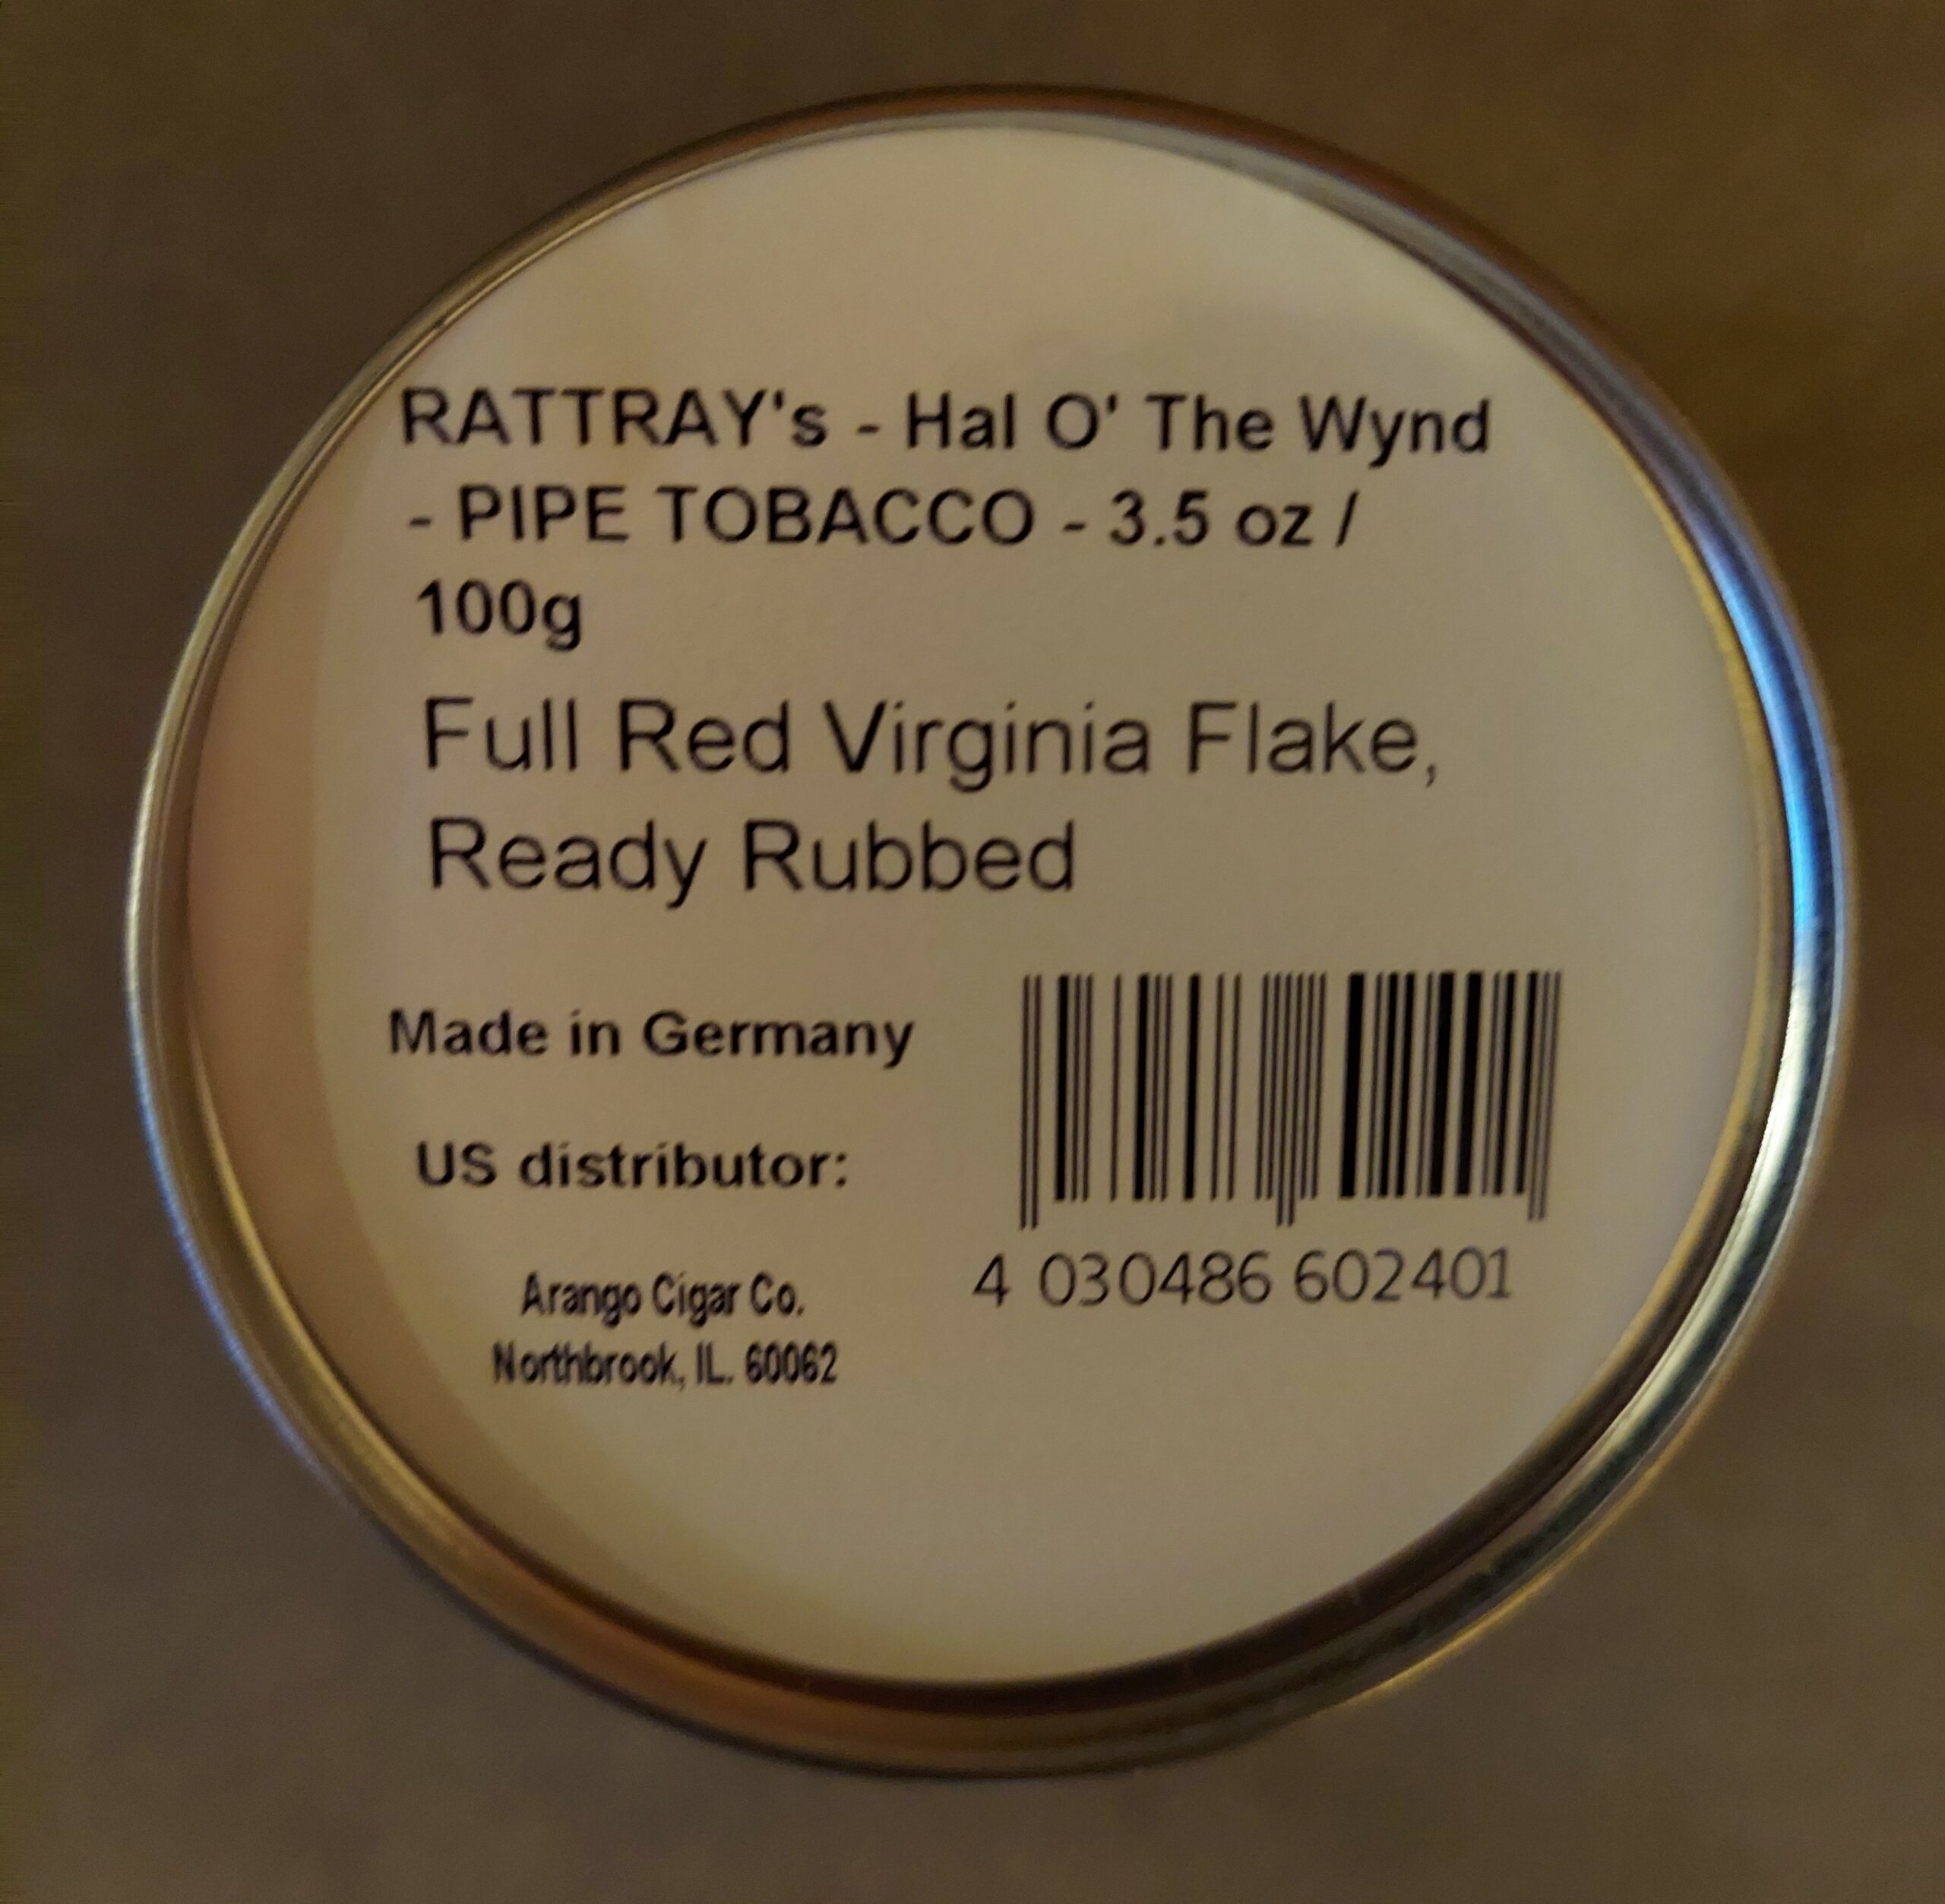 RATTRAY's - Hal O' The Wynd
- PIPE TOBACCO - 3.5 oz /
100g
Full Red Virginia Flake,
Ready Rubbed
Made in Germany
US distributor:
Arango Cigar Co.
Northbrook, IL. 60062
4 030486 602401